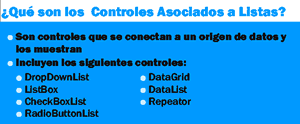 ¿Qué son los Controles Asociados a Listas?
Son controles que se conectan a un origen de datos y
los muestran
Incluyen los siguientes controles:
DropDownList
ListBox
CheckBoxList
RadioButtonList
DataGrid
DataList
Repeator